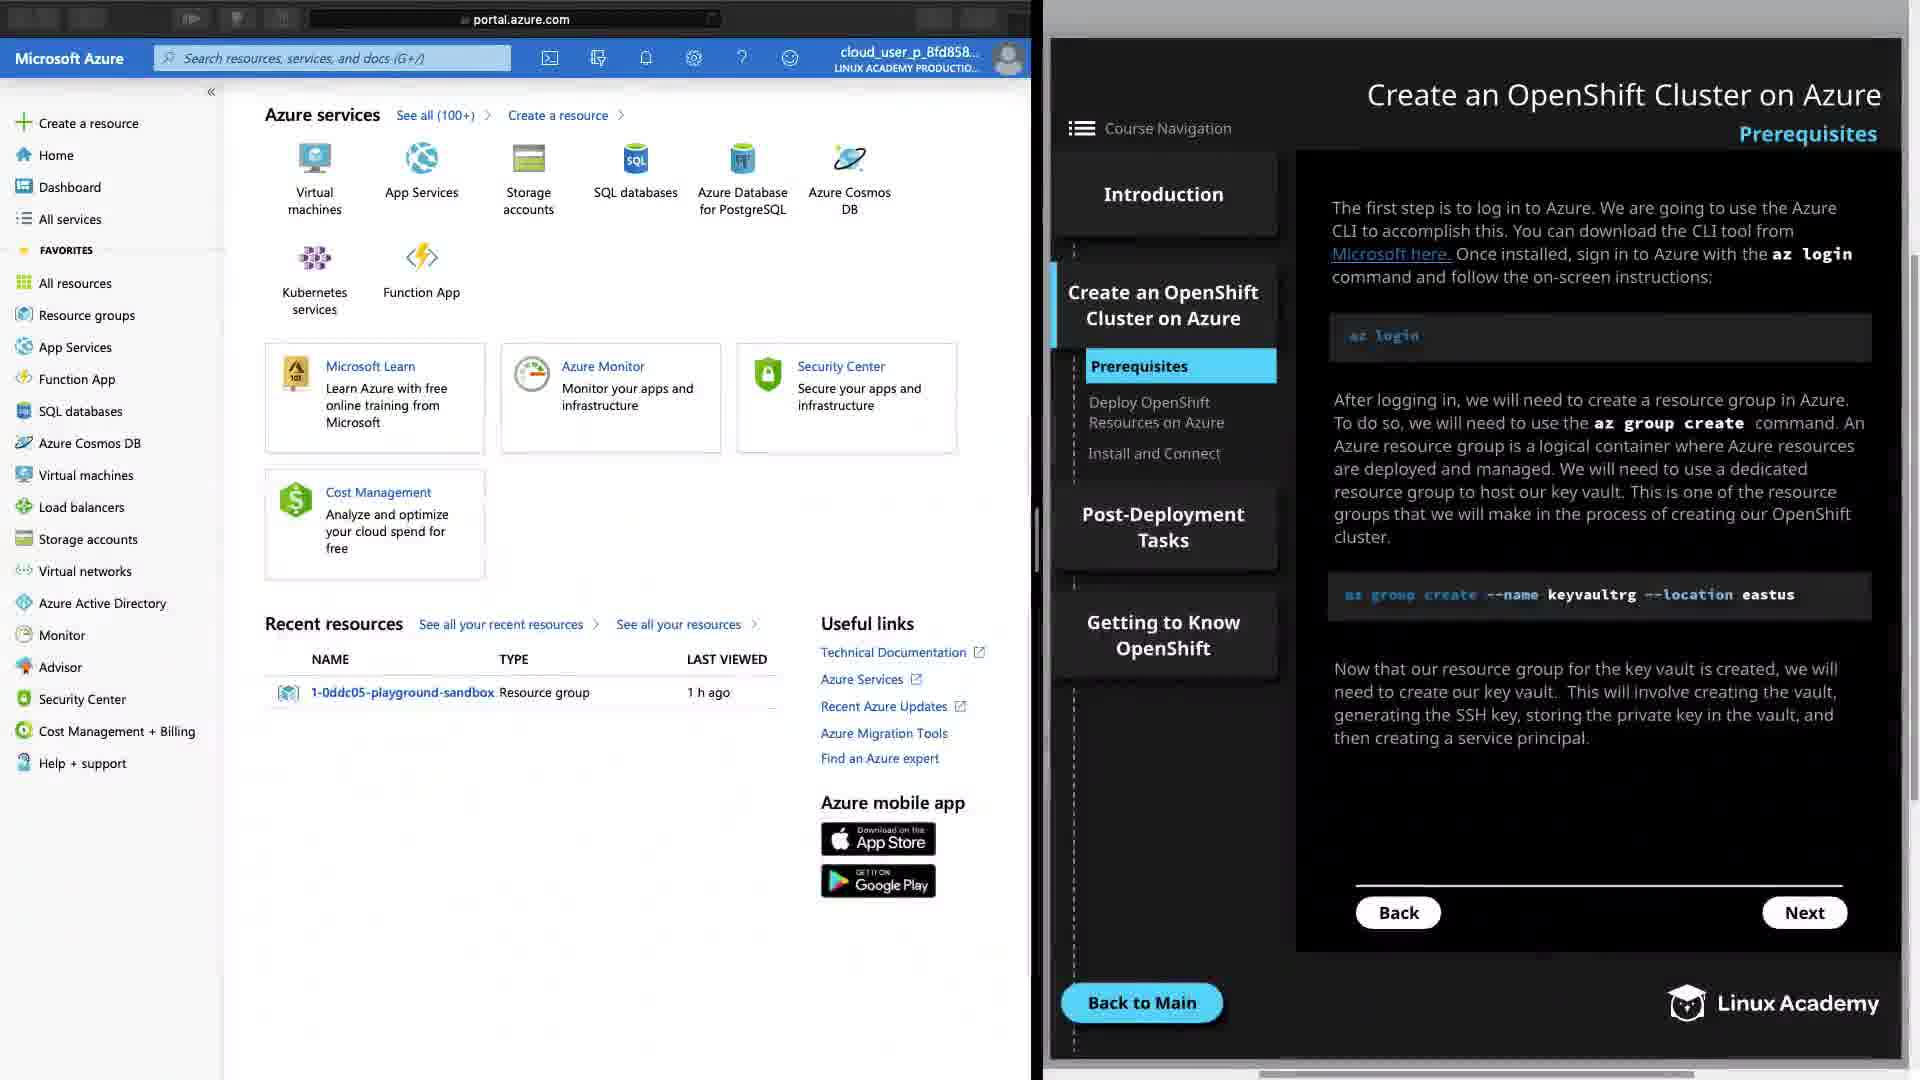 portal.azure.com
Microsoft Azure
Search resources, services, and docs (G+/)
cloud_user_p_8fd858...
LINUX ACADEMY PRODUCTIO...
«
Create a resource
Home
Dashboard
All services
FAVORITES
All resources
Resource groups
App Services
Function App
SQL databases
Azure Cosmos DB
Virtual machines
Load balancers
Storage accounts
Virtual networks
Azure Active Directory
Monitor
Advisor
Security Center
Cost Management + Billing
Help + support
Azure services
See all (100+)
Create a resource
Virtual
machines
App Services
Storage
accounts
SQL
SQL databases
Azure Database
for PostgreSQL
Azure Cosmos
DB
Kubernetes
services
Function App
Microsoft Learn
Learn Azure with free
online training from
Microsoft
Azure Monitor
Monitor your apps and
infrastructure
Security Center
Secure your apps and
infrastructure
Cost Management
Analyze and optimize
your cloud spend for
free
Recent resources
See all your recent resources
See all your resources
NAME TYPE LAST VIEWED
1-0ddc05-playground-sandbox Resource group 1 h ago
Useful links
Technical Documentation
Azure Services
Recent Azure Updates
Azure Migration Tools
Find an Azure expert
Azure mobile app
Download on the
App Store
GET IT ON
Google Play
Create an OpenShift Cluster on Azure
Prerequisites
Course Navigation
Introduction
Create an OpenShift
Cluster on Azure
Prerequisites
Deploy OpenShift
Resources on Azure
Install and Connect
Post-Deployment
Tasks
Getting to Know
OpenShift
Back to Main
The first step is to log in to Azure. We are going to use the Azure
CLI to accomplish this. You can download the CLI tool from
Microsoft here. Once installed, sign in to Azure with the az login
command and follow the on-screen instructions:
az login
After logging in, we will need to create a resource group in Azure.
To do so, we will need to use the az group create command. An
Azure resource group is a logical container where Azure resources
are deployed and managed. We will need to use a dedicated
resource group to host our key vault. This is one of the resource
groups that we will make in the process of creating our OpenShift
cluster.
az group create --name keyvaultrg --location eastus
Now that our resource group for the key vault is created, we will
need to create our key vault. This will involve creating the vault,
generating the SSH key, storing the private key in the vault, and
then creating a service principal.
Back
Next
Linux Academy